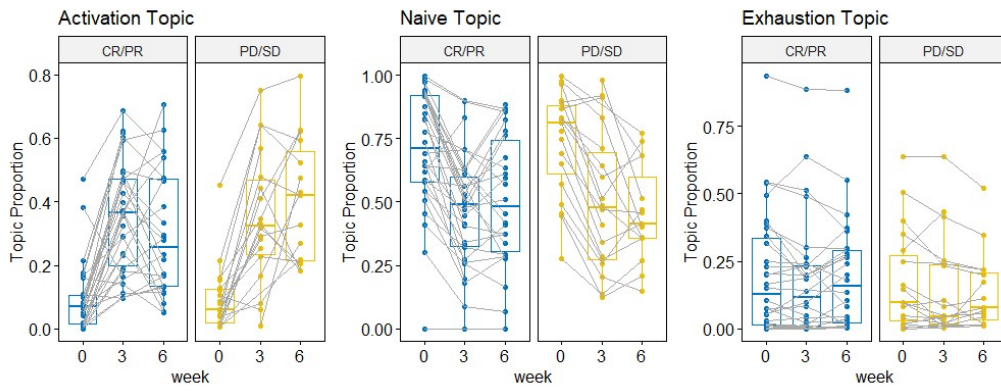 Activation Topic
CR/PR
PD/SD
Topic Proportion
0.8
0.6
0.4
0.2
0.0
0 3 6 0 3 6
week
Naive Topic
CR/PR
PD/SD
Topic Proportion
1.00
0.75
0.50
0.25
0.00
0 3 6 0 3 6
week
Exhaustion Topic
CR/PR
PD/SD
Topic Proportion
0.75
0.50
0.25
0.00
0 3 6 0 3 6
week